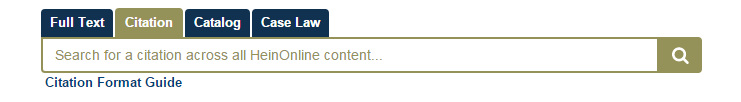 Full Text Citation Catalog Case Law
Search for a citation across all HeinOnline content...
Citation Format Guide